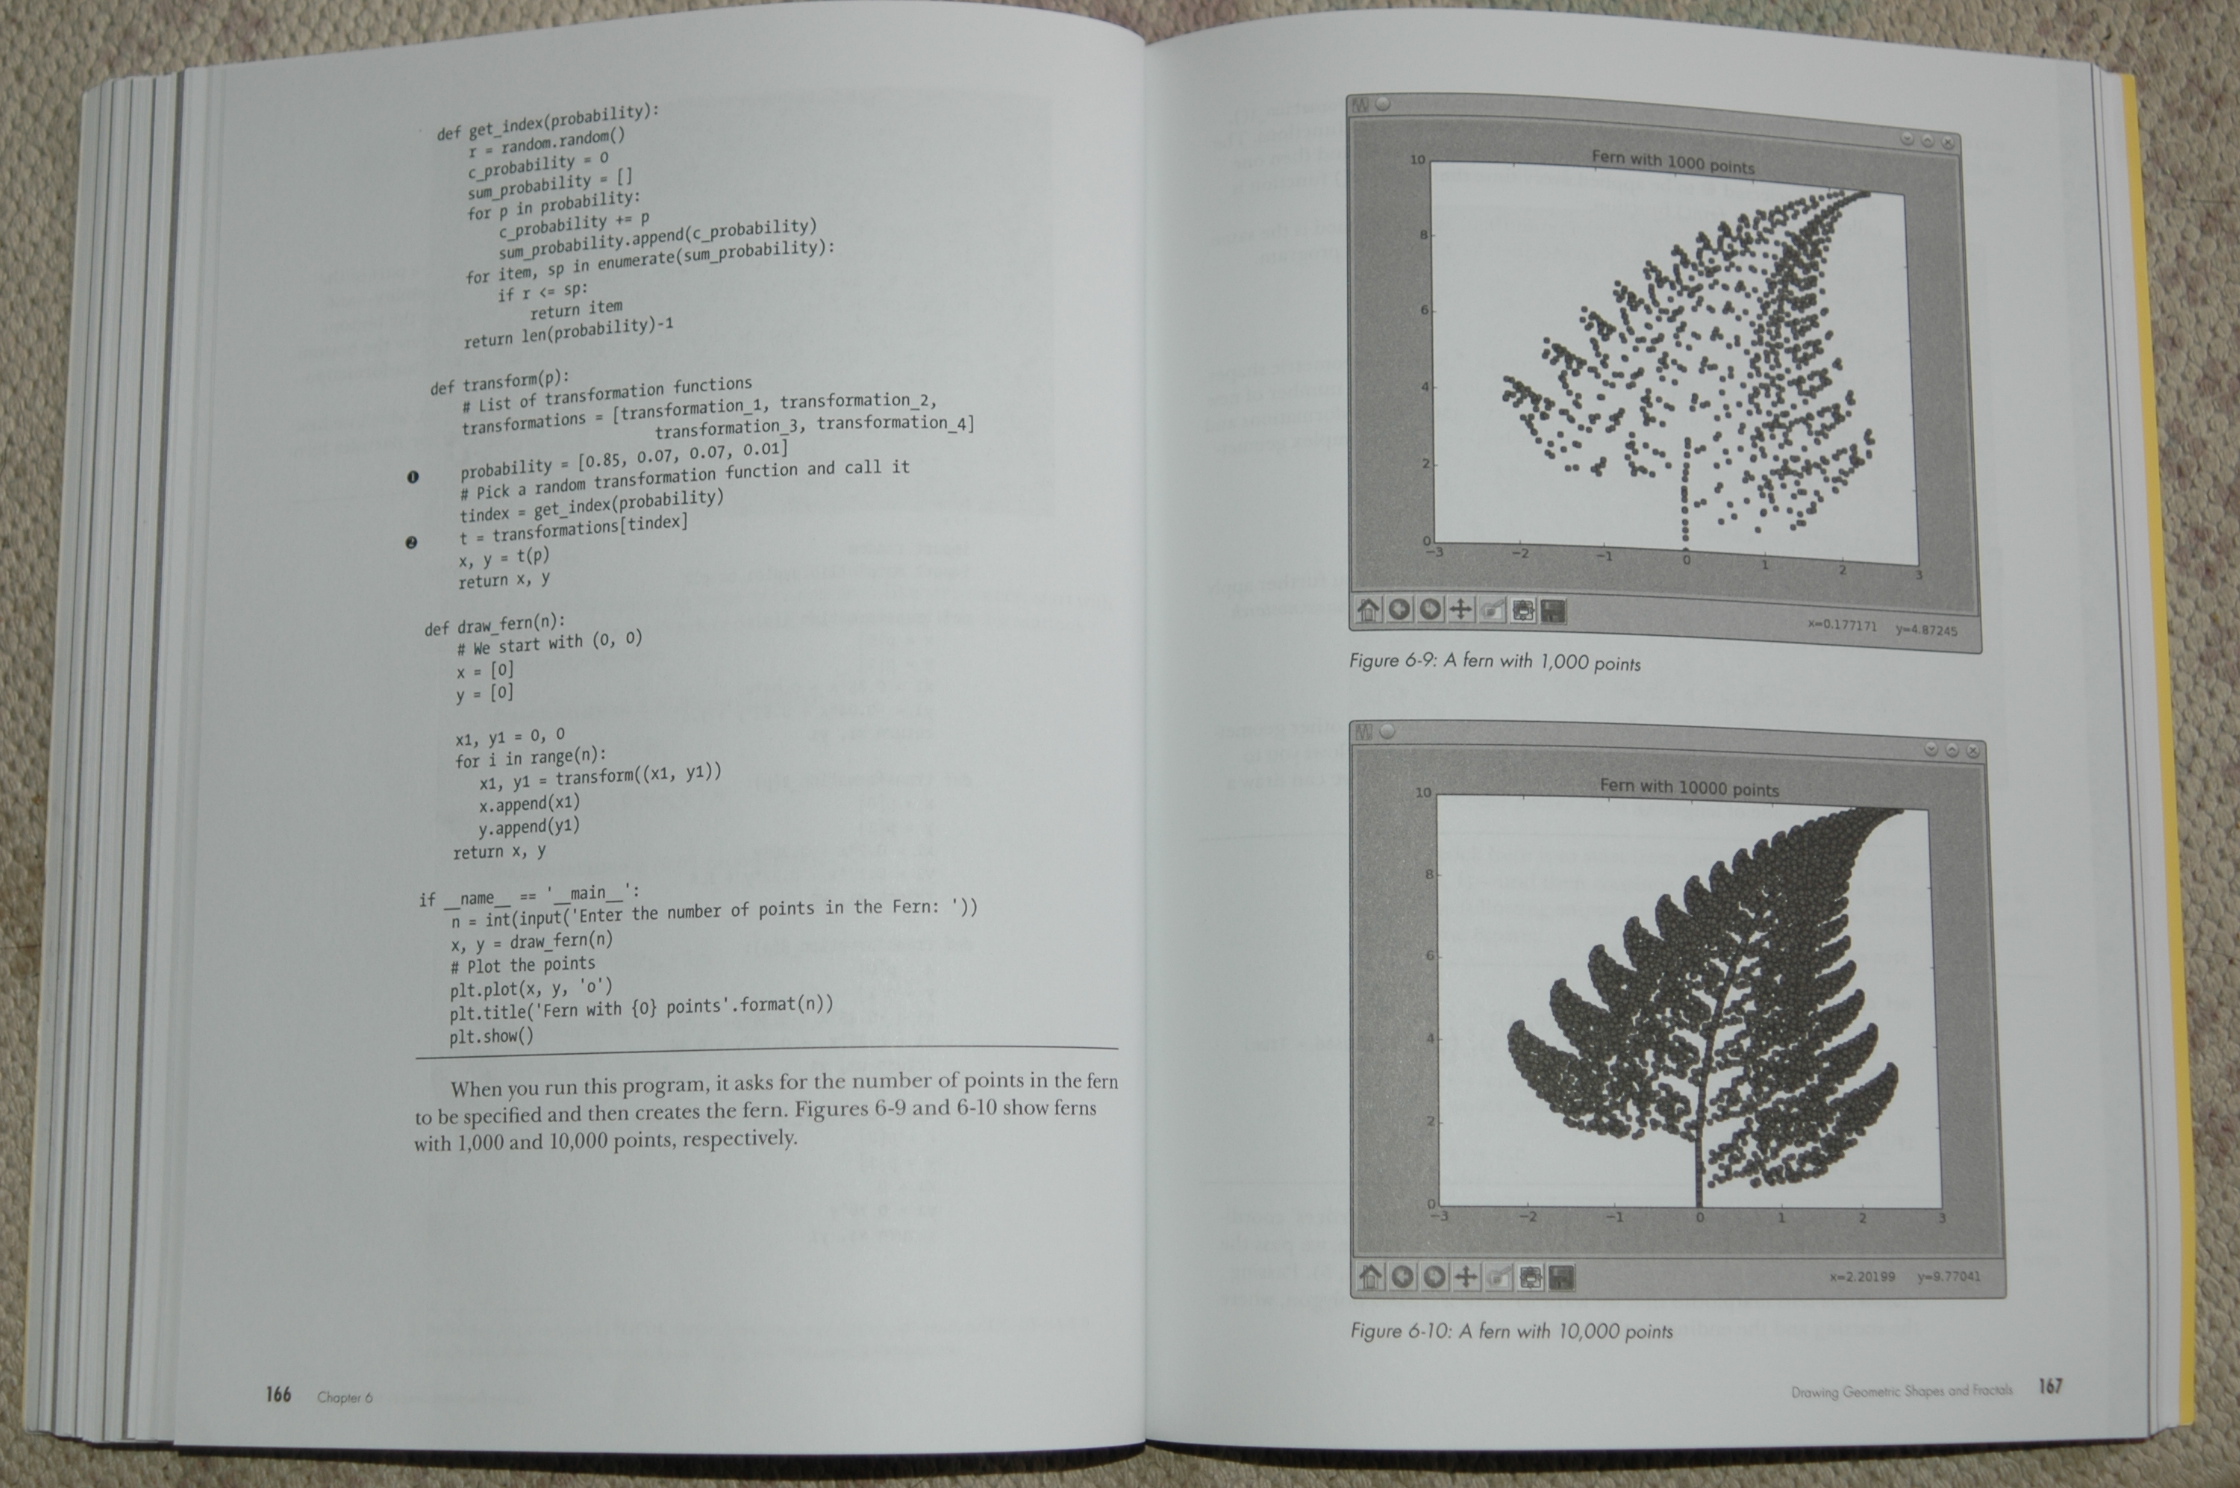 def get_index(probability):
    r = random.random()
    c_probability = 0
    sum_probability = []
    for p in probability:
        c_probability += p
        sum_probability.append(c_probability)
    for item, sp in enumerate(sum_probability):
        if r <= sp:
            return item
    return len(probability)-1
def transform(p):
    # List of transformation functions
    transformations = [transformation_1, transformation_2,
                       transformation_3, transformation_4]
    probability = [0.85, 0.07, 0.07, 0.01]
    # Pick a random transformation function and call it
❶    tindex = get_index(probability)
❷    t = transformations[tindex]
    x, y = t(p)
    return x, y
def draw_fern(n):
    # We start with (0, 0)
    x = [0]
    y = [0]
    x1, y1 = 0, 0
    for i in range(n):
        x1, y1 = transform((x1, y1))
        x.append(x1)
        y.append(y1)
    return x, y
if __name__ == '__main__':
    n = int(input('Enter the number of points in the Fern: '))
    x, y = draw_fern(n)
    # Plot the points
    plt.plot(x, y, 'o')
    plt.title('Fern with {0} points'.format(n))
    plt.show()
When you run this program, it asks for the number of points in the fern
to be specified and then creates the fern. Figures 6-9 and 6-10 show ferns
with 1,000 and 10,000 points, respectively.
166 Chapter 6
Fern with 1000 points
10
8
6
4
2
0
-3 -2 -1 0 1 2 3
x=0.177171 y=4.87245
Figure 6-9: A fern with 1,000 points
Fern with 10000 points
10
8
6
4
2
0
-3 -2 -1 0 1 2 3
x=2.20199 y=9.77041
Figure 6-10: A fern with 10,000 points
Drawing Geometric Shapes and Fractals 167